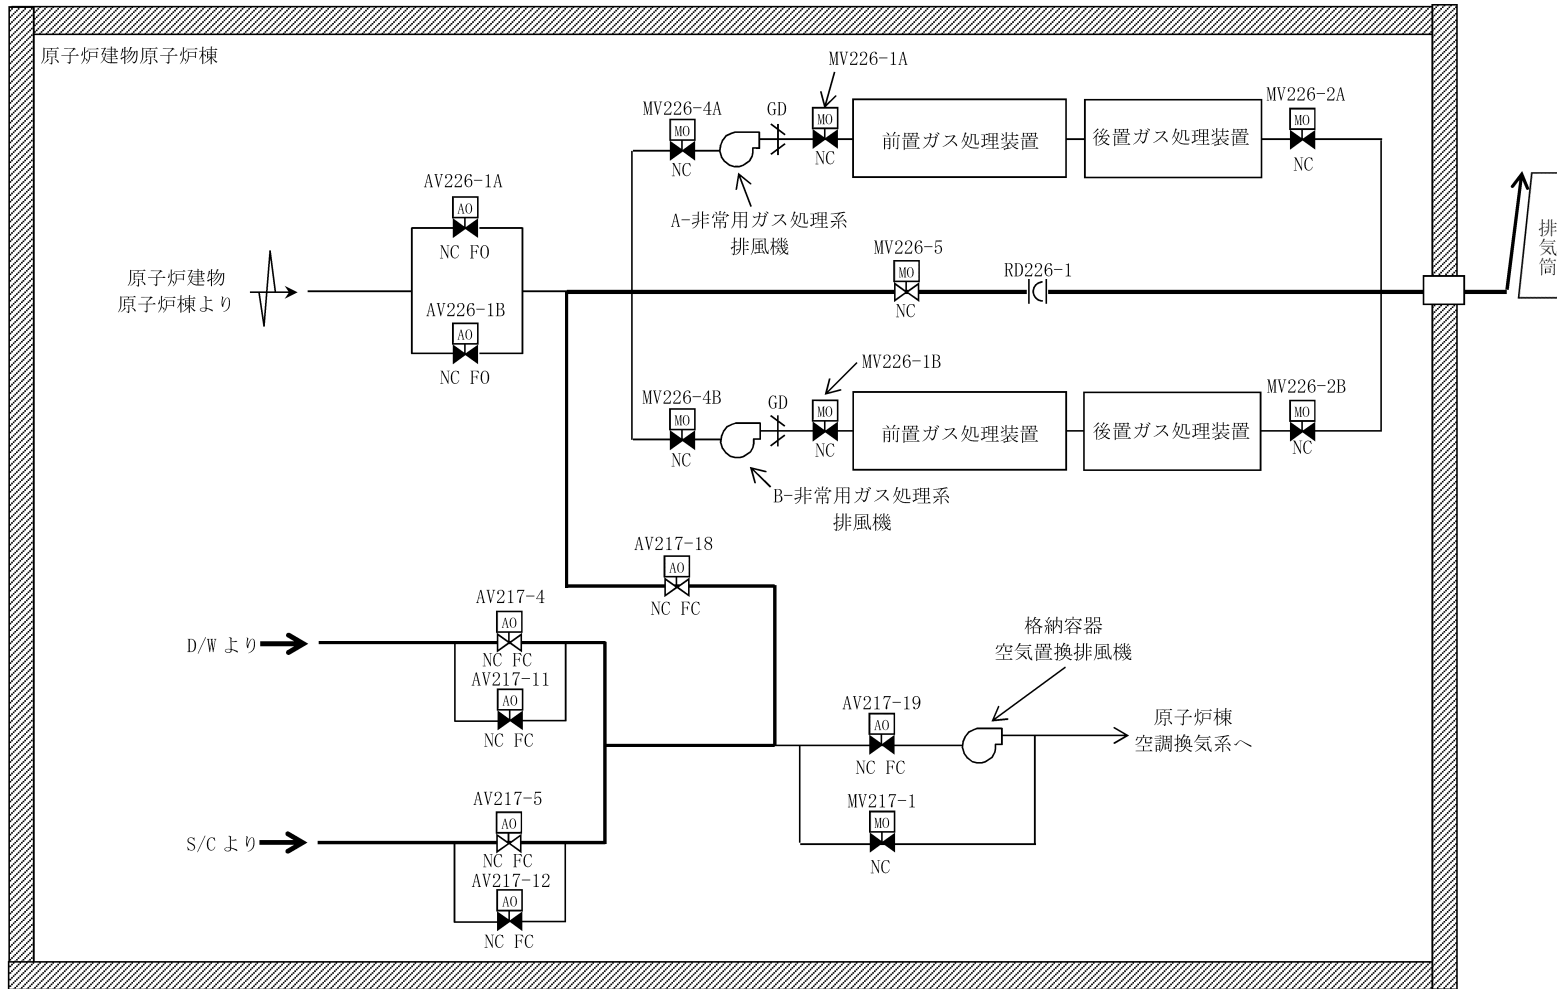 原子炉建物原子炉棟
MV226-1A
MV226-4A
GD
MV226-2A
MO
MO
MO
前置ガス処理装置
後置ガス処理装置
NC
NC
NC
AV226-1A
AO
NC FO
A-非常用ガス処理系
排風機
MV226-5
MO
NC
RD226-1
排
気
筒
原子炉建物
原子炉棟より
AV226-1B
AO
NC FO
MV226-1B
MV226-4B
GD
MV226-2B
MO
MO
MO
前置ガス処理装置
後置ガス処理装置
NC
NC
NC
B-非常用ガス処理系
排風機
AV217-18
AO
NC FC
AV217-4
AO
D/W より
NC FC
AV217-11
AO
NC FC
格納容器
空気置換排風機
AV217-19
AO
NC FC
原子炉棟
空調換気系へ
AV217-5
AO
S/C より
NC FC
AV217-12
AO
NC FC
MV217-1
MO
NC